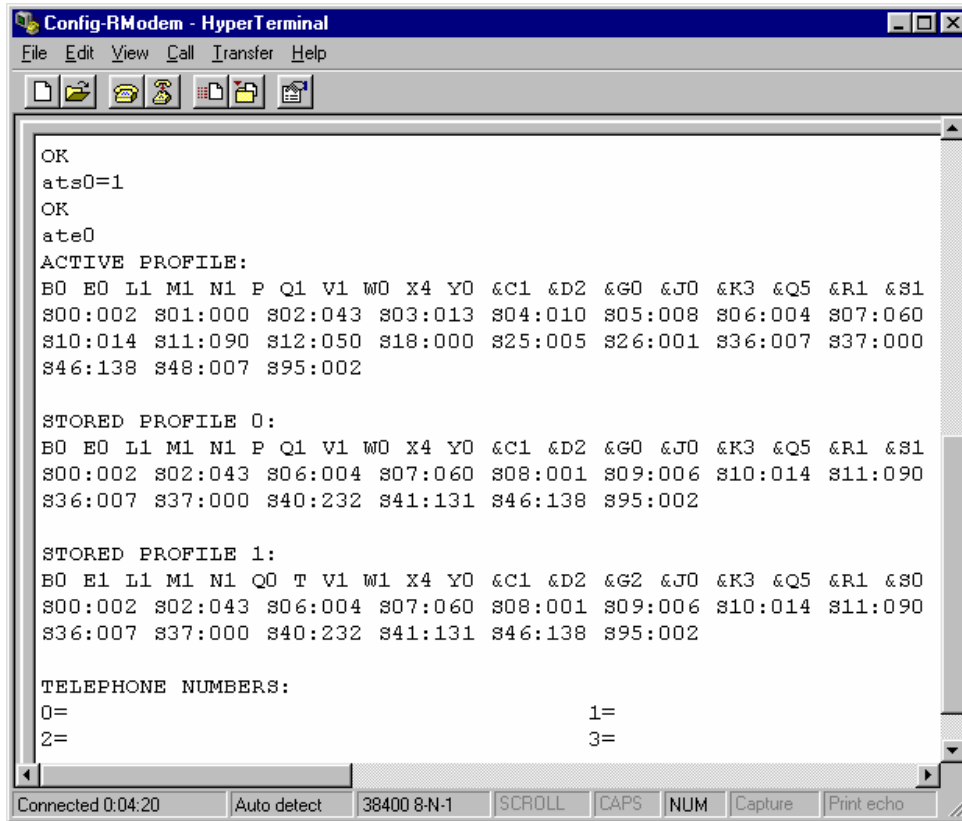 Config-RModem - HyperTerminal
File Edit View Call Transfer Help
OK
ats0=1
OK
ate0
ACTIVE PROFILE:
B0 E0 L1 M1 N1 P Q1 V1 W0 X4 Y0 &C1 &D2 &G0 &J0 &K3 &Q5 &R1 &S1
S00:002 S01:000 S02:043 S03:013 S04:010 S05:008 S06:004 S07:060
S10:014 S11:090 S12:050 S18:000 S25:005 S26:001 S36:007 S37:000
S46:138 S48:007 S95:002
STORED PROFILE 0:
B0 E0 L1 M1 N1 P Q1 V1 W0 X4 Y0 &C1 &D2 &G0 &J0 &K3 &Q5 &R1 &S1
S00:002 S02:043 S06:004 S07:060 S08:001 S09:006 S10:014 S11:090
S36:007 S37:000 S40:232 S41:131 S46:138 S95:002
STORED PROFILE 1:
B0 E1 L1 M1 N1 Q0 T V1 W1 X4 Y0 &C1 &D2 &G2 &J0 &K3 &Q5 &R1 &S0
S00:002 S02:043 S06:004 S07:060 S08:001 S09:006 S10:014 S11:090
S36:007 S37:000 S40:232 S41:131 S46:138 S95:002
TELEPHONE NUMBERS:
0= 1=
2= 3=
Connected 0:04:20 Auto detect 38400 8-N-1 SCROLL CAPS NUM Capture Print echo